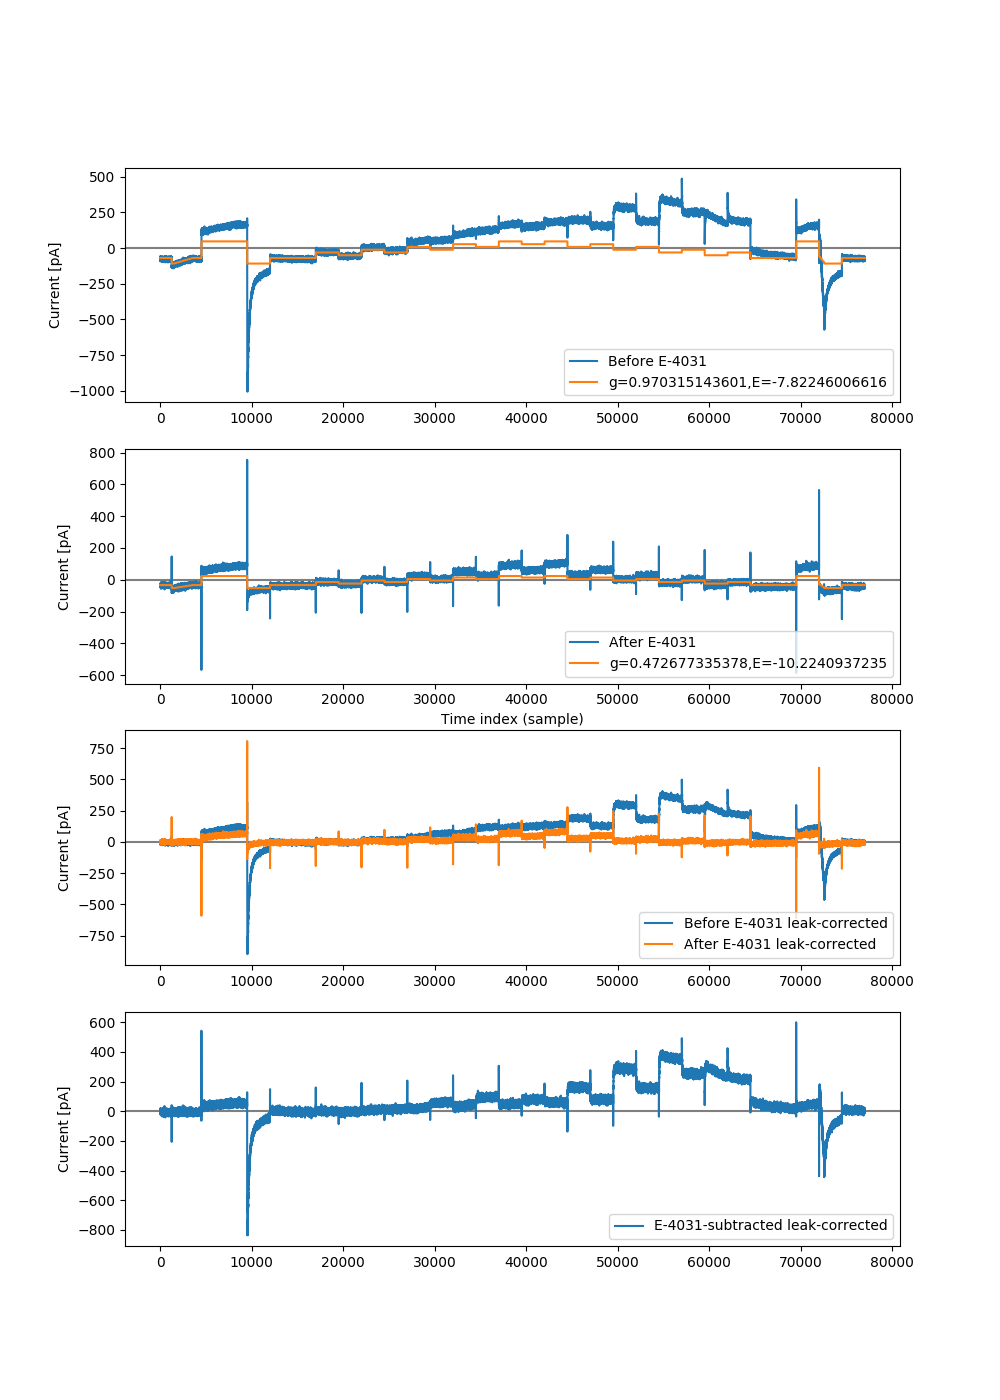 500
250
0
−250
−500
−750
−1000
Current [pA]
Before E-4031
g=0.970315143601,E=-7.82246006616
0 10000 20000 30000 40000 50000 60000 70000 80000
800
600
400
200
0
−200
−400
−600
Current [pA]
After E-4031
g=0.472677335378,E=-10.2240937235
0 10000 20000 30000 40000 50000 60000 70000 80000
Time index (sample)
750
500
250
0
−250
−500
−750
Current [pA]
Before E-4031 leak-corrected
After E-4031 leak-corrected
0 10000 20000 30000 40000 50000 60000 70000 80000
600
400
200
0
−200
−400
−600
−800
Current [pA]
E-4031-subtracted leak-corrected
0 10000 20000 30000 40000 50000 60000 70000 80000